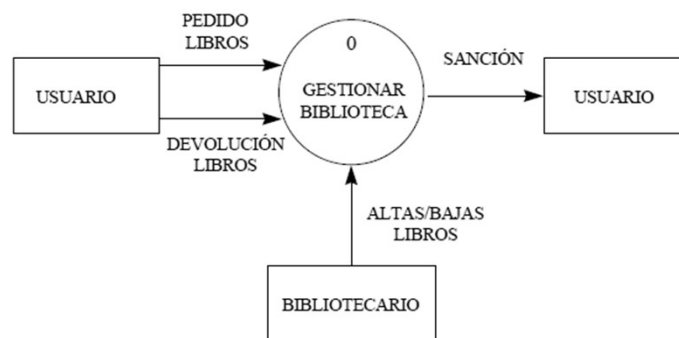 PEDIDO
LIBROS
0
SANCIÓN
USUARIO
GESTIONAR
BIBLIOTECA
USUARIO
DEVOLUCIÓN
LIBROS
ALTAS/BAJAS
LIBROS
BIBLIOTECARIO